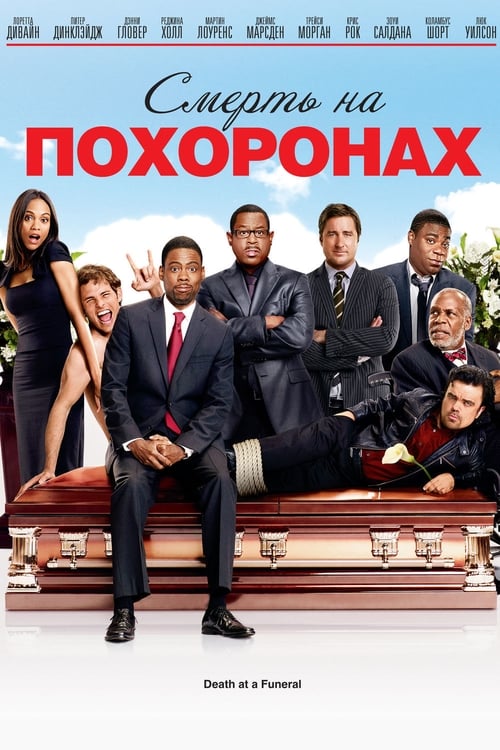 ЛОРЕТТА ПИТЕР ДЭННИ РЕДЖИНА МАРТИН ДЖЕЙМС ТРЕЙСИ КРИС ЗОУИ КОЛАМБУС ЛЮК
ДИВАЙН ДИНКЛЭЙДЖ ГЛОВЕР ХОЛЛ ЛОУРЕНС МАРСДЕН МОРГАН РОК САЛДАНА ШОРТ УИЛСОН
Смерть на
ПОХОРОНАХ
Death at a Funeral